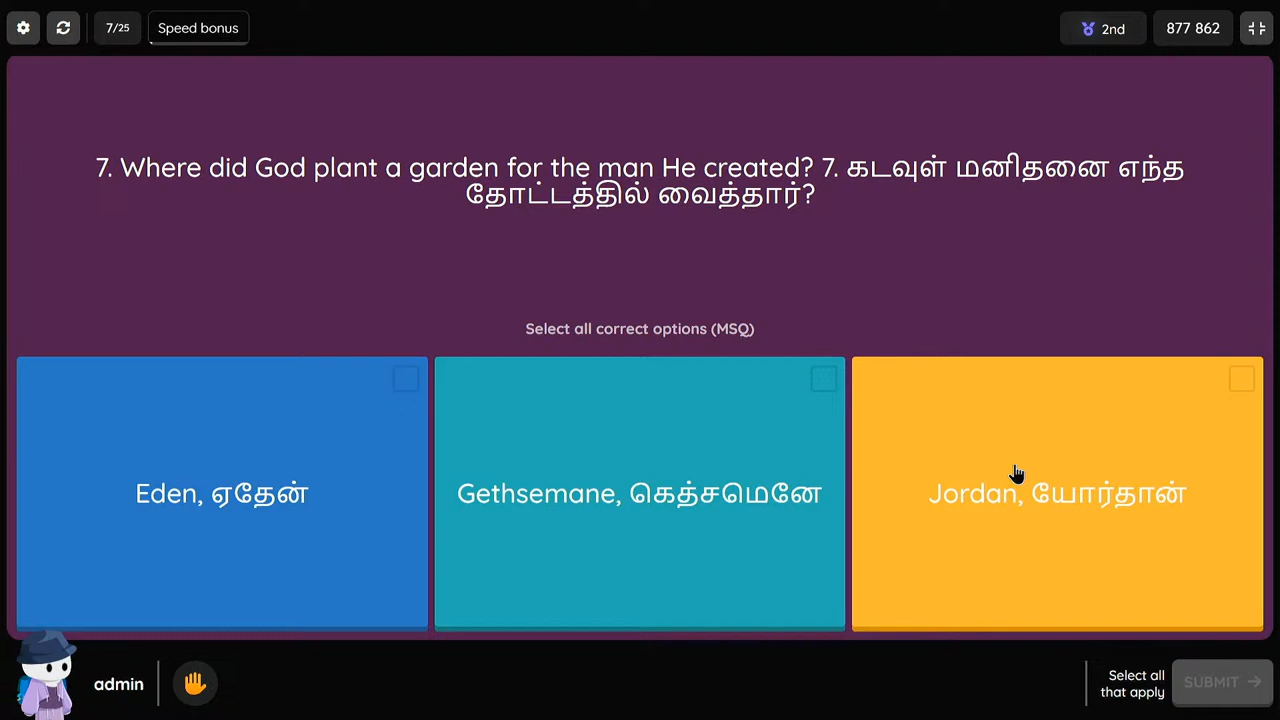 7/25 Speed bonus 2nd 877 862
7. Where did God plant a garden for the man He created? 7. கடவுள் மனிதனை எந்த
தோட்டத்தில் வைத்தார்?
Select all correct options (MSQ)
Eden, ஏதேன்
Gethsemane, கெத்சமெனே
Jordan, யோர்தான்
admin
Select all
that apply
SUBMIT